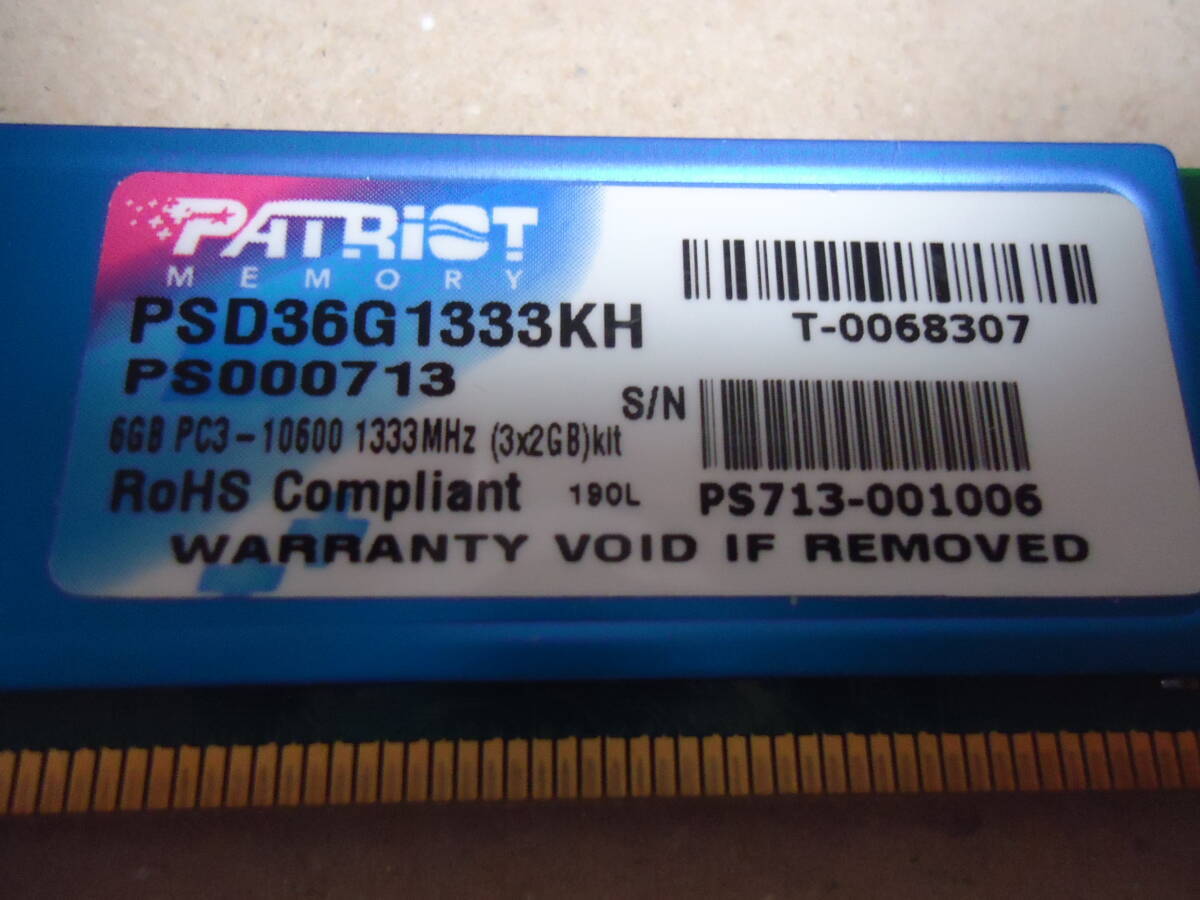 PATRIOT
MEMORY
PSD36G1333KH
PS000713
6GB PC3-10600 1333MHz (3x2GB)kit
RoHS Compliant 190L
T-0068307
S/N
PS713-001006
WARRANTY VOID IF REMOVED